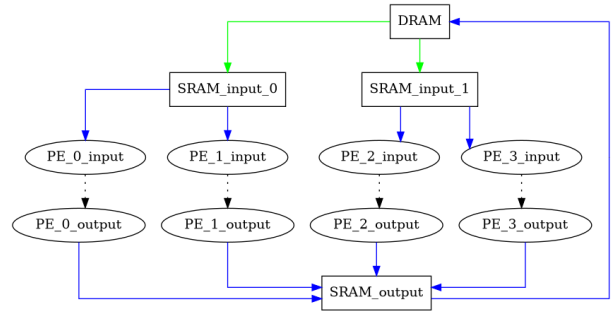 DRAM
SRAM_input_0
SRAM_input_1
PE_0_input
PE_1_input
PE_2_input
PE_3_input
PE_0_output
PE_1_output
PE_2_output
PE_3_output
SRAM_output